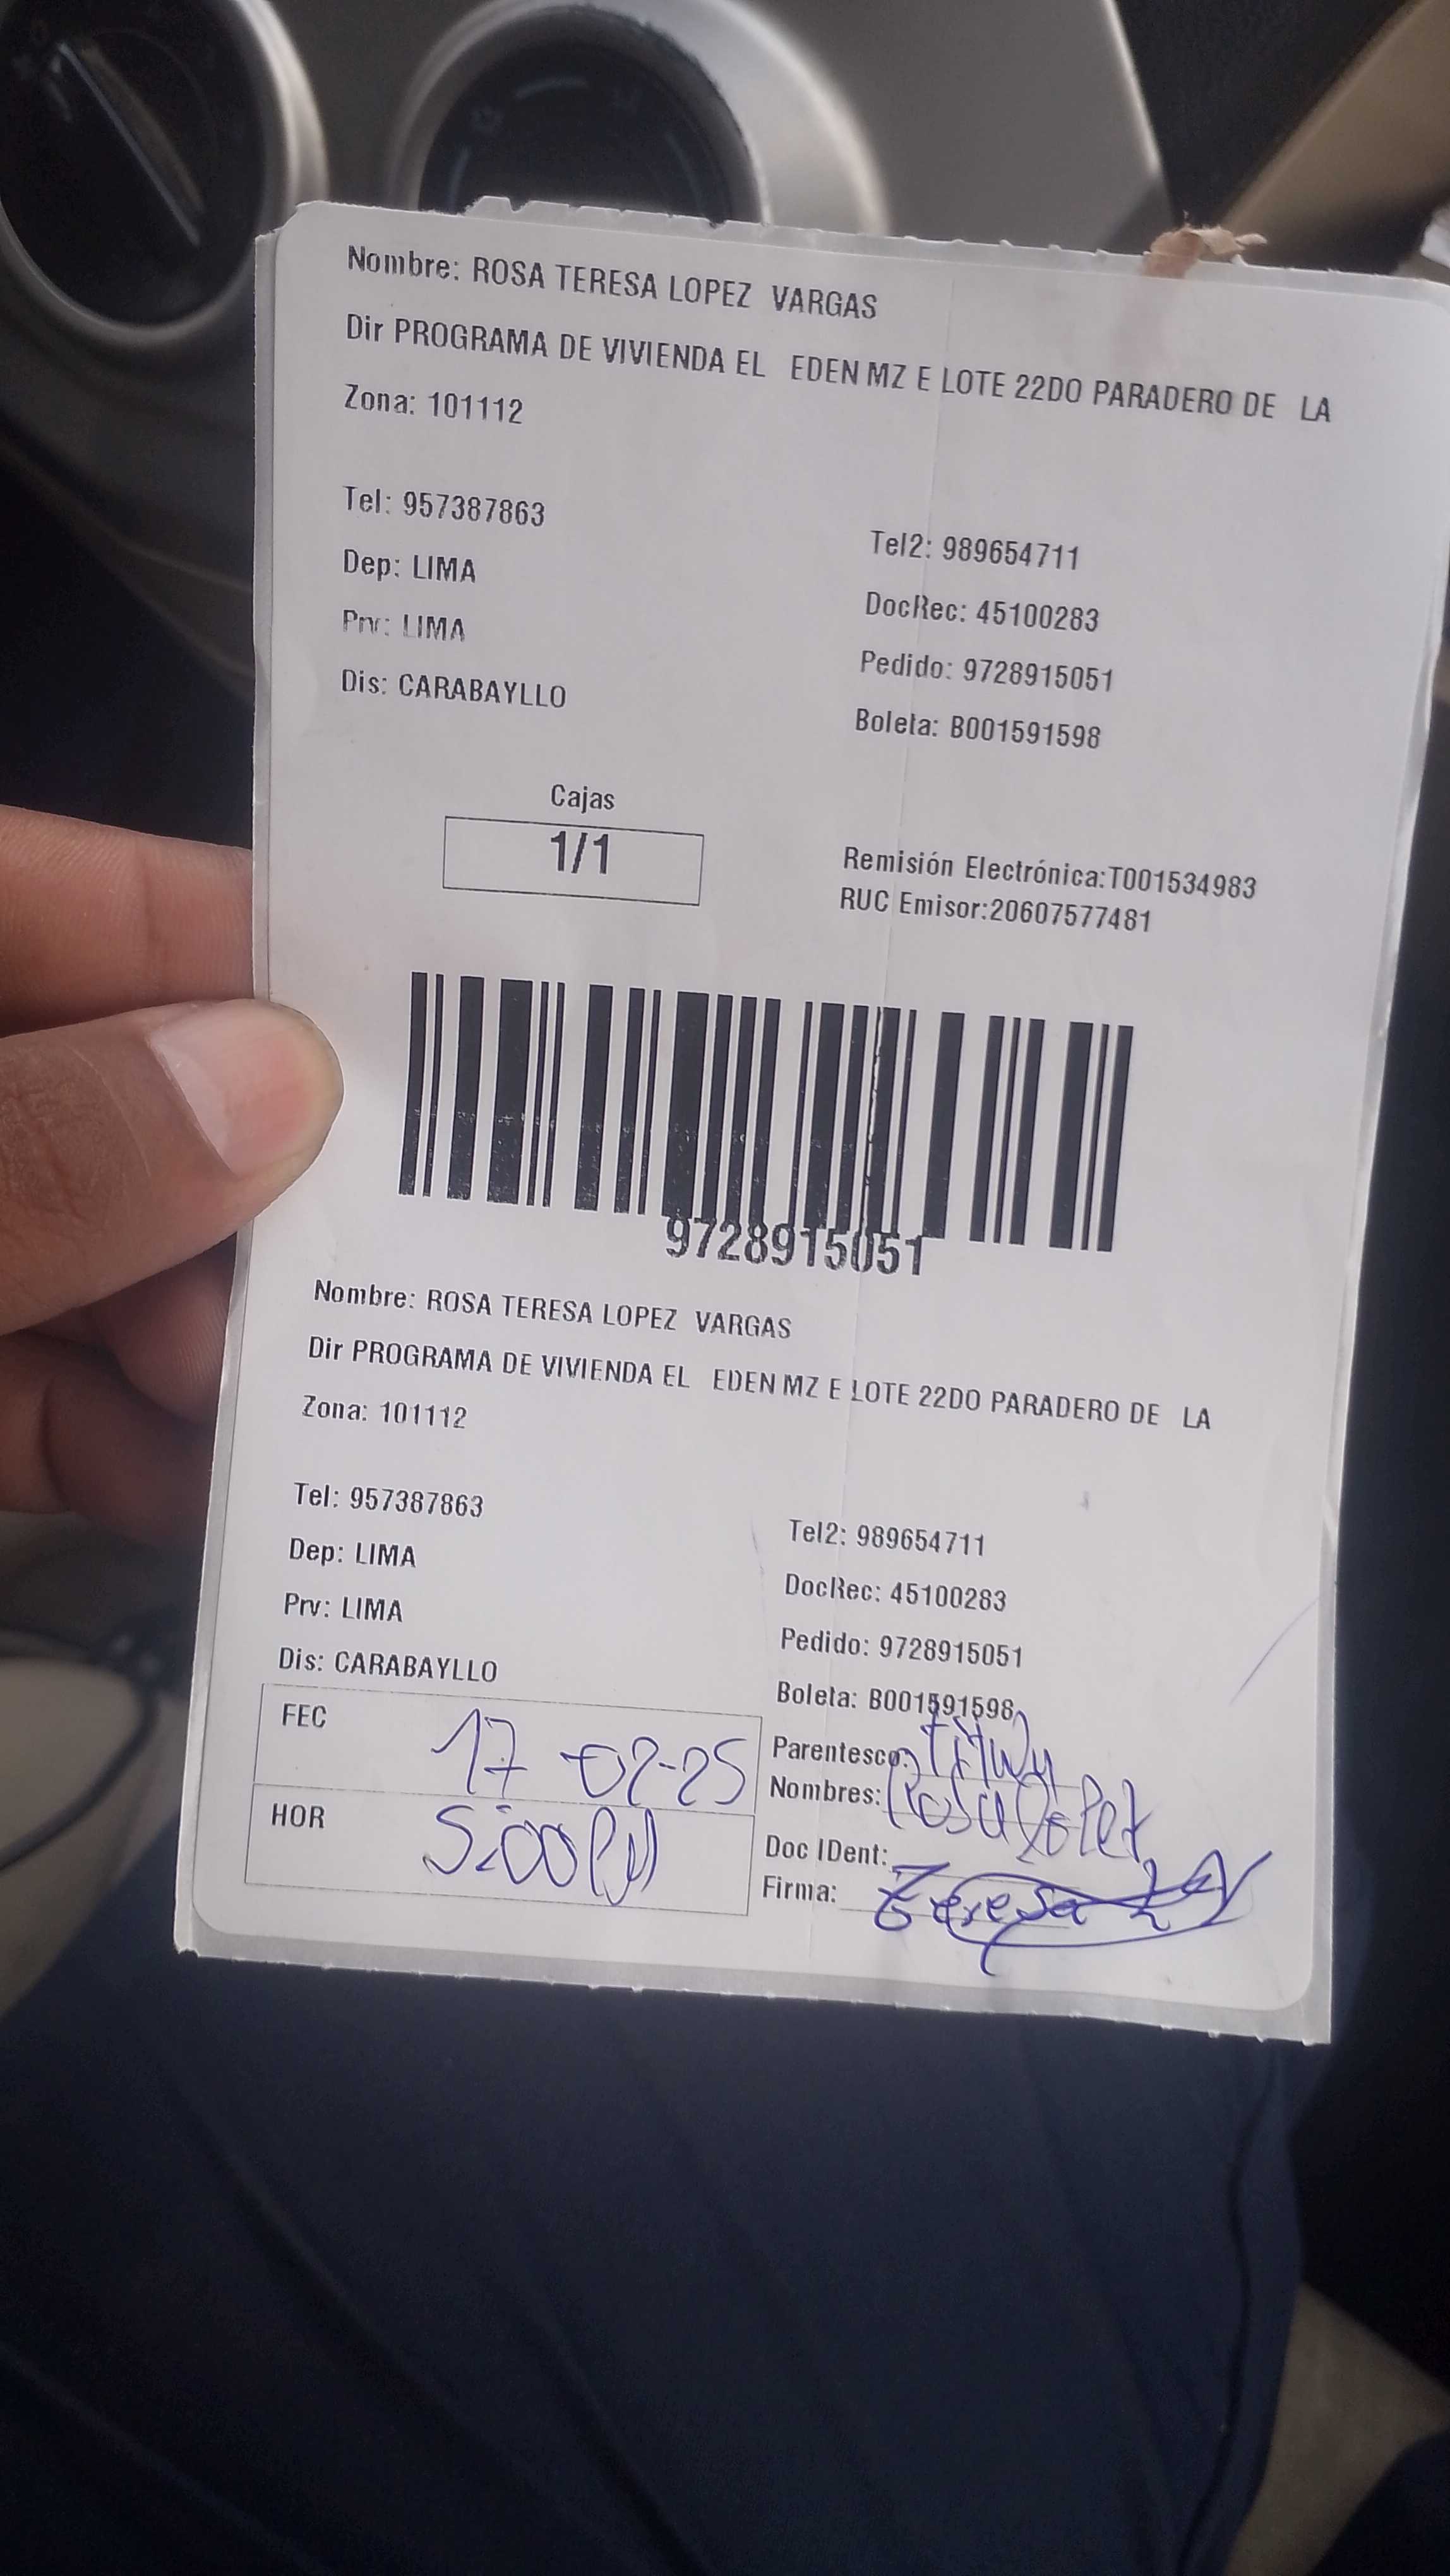 Nombre: ROSA TERESA LOPEZ VARGAS
Dir PROGRAMA DE VIVIENDA EL EDEN MZ E LOTE 22DO PARADERO DE LA
Zona: 101112
Tel: 957387863
Tel2: 989654711
Dep: LIMA
DocRec: 45100283
Prv: LIMA
Pedido: 9728915051
Dis: CARABAYLLO
Boleta: B001591598
Cajas
1/1
Remisión Electrónica:T001534983
RUC Emisor:20607577481
9728915051
Nombre: ROSA TERESA LOPEZ VARGAS
Dir PROGRAMA DE VIVIENDA EL EDEN MZ E LOTE 22DO PARADERO DE LA
Zona: 101112
Tel: 957387863
Tel2: 989654711
Dep: LIMA
DocRec: 45100283
Prv: LIMA
Pedido: 9728915051
Dis: CARABAYLLO
Boleta: B001591598
FEC 17-02-25
Parentesco:
Nombres: Rosa Lopez
HOR 5:00PM
Doc IDent:
Firma: Teresa